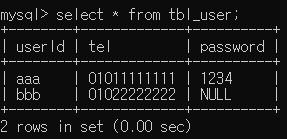 mysql> select * from tbl_user;
+--------+-------------+----------+
| userId | tel         | password |
+--------+-------------+----------+
| aaa    | 01011111111 | 1234     |
| bbb    | 01022222222 | NULL     |
+--------+-------------+----------+
2 rows in set (0.00 sec)